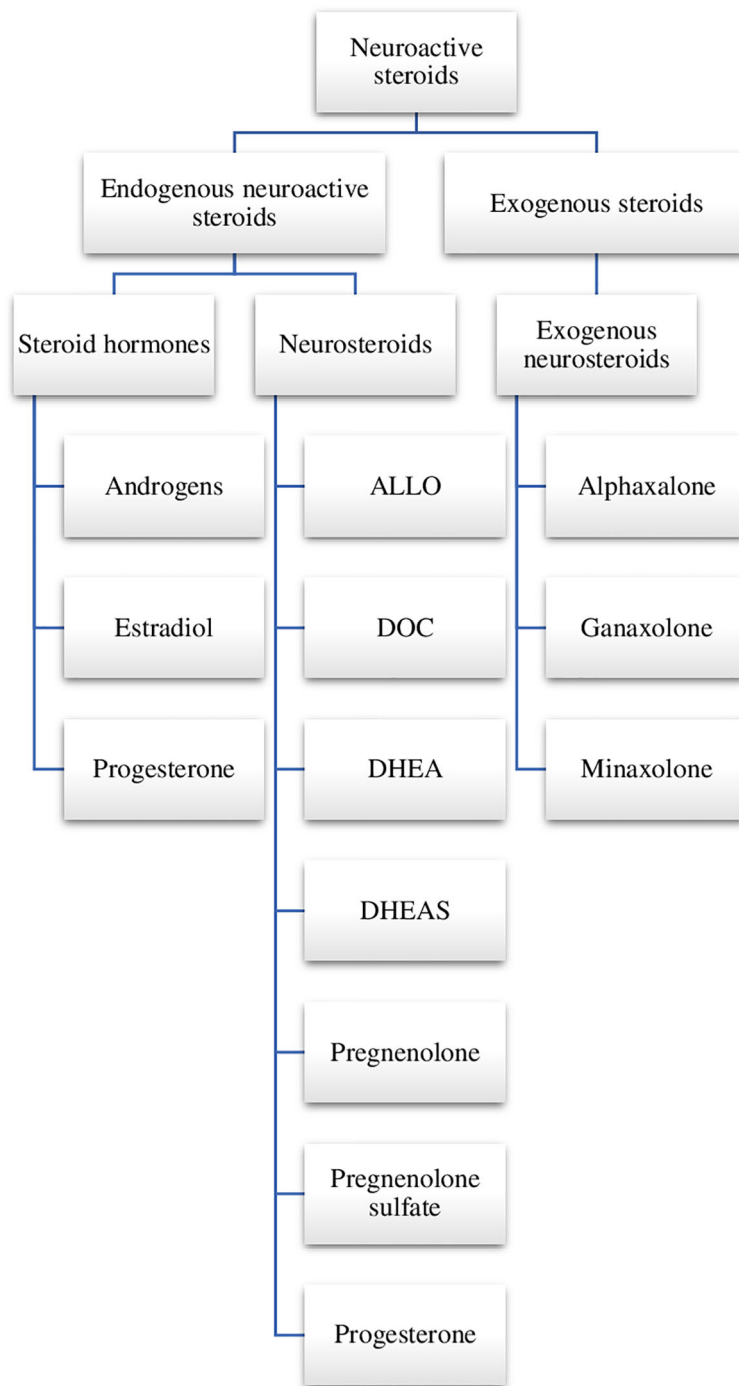 Neuroactive
steroids
Endogenous neuroactive
steroids
Exogenous steroids
Steroid hormones
Neurosteroids
Exogenous
neurosteroids
Androgens
ALLO
Alphaxalone
Estradiol
DOC
Ganaxolone
Progesterone
DHEA
Minaxolone
DHEAS
Pregnenolone
Pregnenolone
sulfate
Progesterone